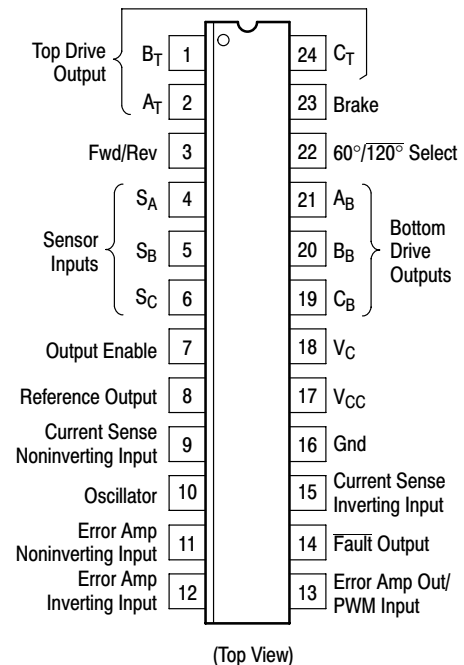 Top Drive
Output
B_T 1
A_T 2
Fwd/Rev 3
Sensor
Inputs
S_A 4
S_B 5
S_C 6
Output Enable 7
Reference Output 8
Current Sense
Noninverting Input 9
Oscillator 10
Error Amp
Noninverting Input 11
Error Amp
Inverting Input 12
24 C_T
23 Brake
22 60°/1̅2̅0̅°̅ Select
21 A_B
20 B_B
19 C_B
Bottom
Drive
Outputs
18 V_C
17 V_CC
16 Gnd
15 Current Sense
Inverting Input
14 F̅a̅u̅l̅t̅ Output
13 Error Amp Out/
PWM Input
(Top View)